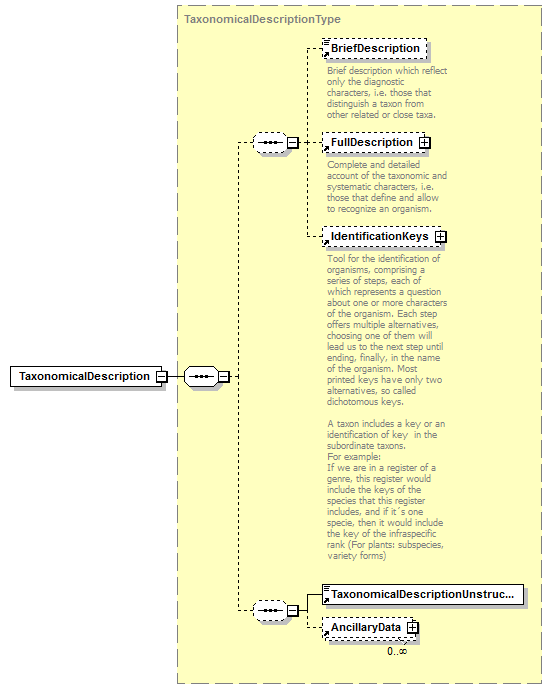 TaxonomicalDescriptionType
BriefDescription
Brief description which reflect
only the diagnostic
characters, i.e. those that
distinguish a taxon from
other related or close taxa.
FullDescription
Complete and detailed
account of the taxonomic and
systematic characters, i.e.
those that define and allow
to recognize an organism.
IdentificationKeys
Tool for the identification of
organisms, comprising a
series of steps, each of
which represents a question
about one or more characters
of the organism. Each step
offers multiple alternatives,
choosing one of them will
lead us to the next step until
ending, finally, in the name
of the organism. Most
printed keys have only two
alternatives, so called
dichotomous keys.
A taxon includes a key or an
identification of key in the
subordinate taxons.
For example:
If we are in a register of a
genre, this register would
include the keys of the
species that this register
includes, and if it´s one
specie, then it would include
the key of the infraspecific
rank (For plants: subspecies,
variety forms)
TaxonomicalDescription
TaxonomicalDescriptionUnstruc...
AncillaryData
0..∞